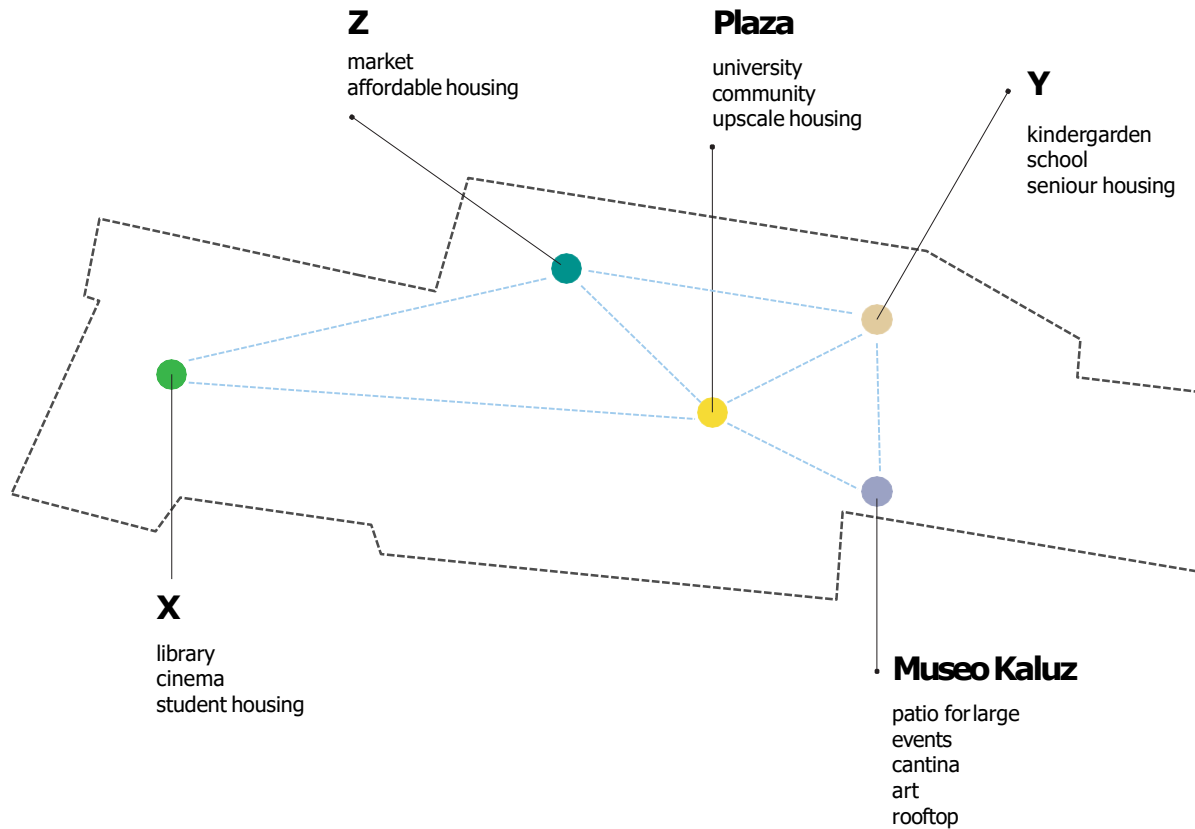 Z
market
affordable housing
Plaza
university
community
upscale housing
Y
kindergarden
school
seniour housing
X
library
cinema
student housing
Museo Kaluz
patio for large
events
cantina
art
rooftop